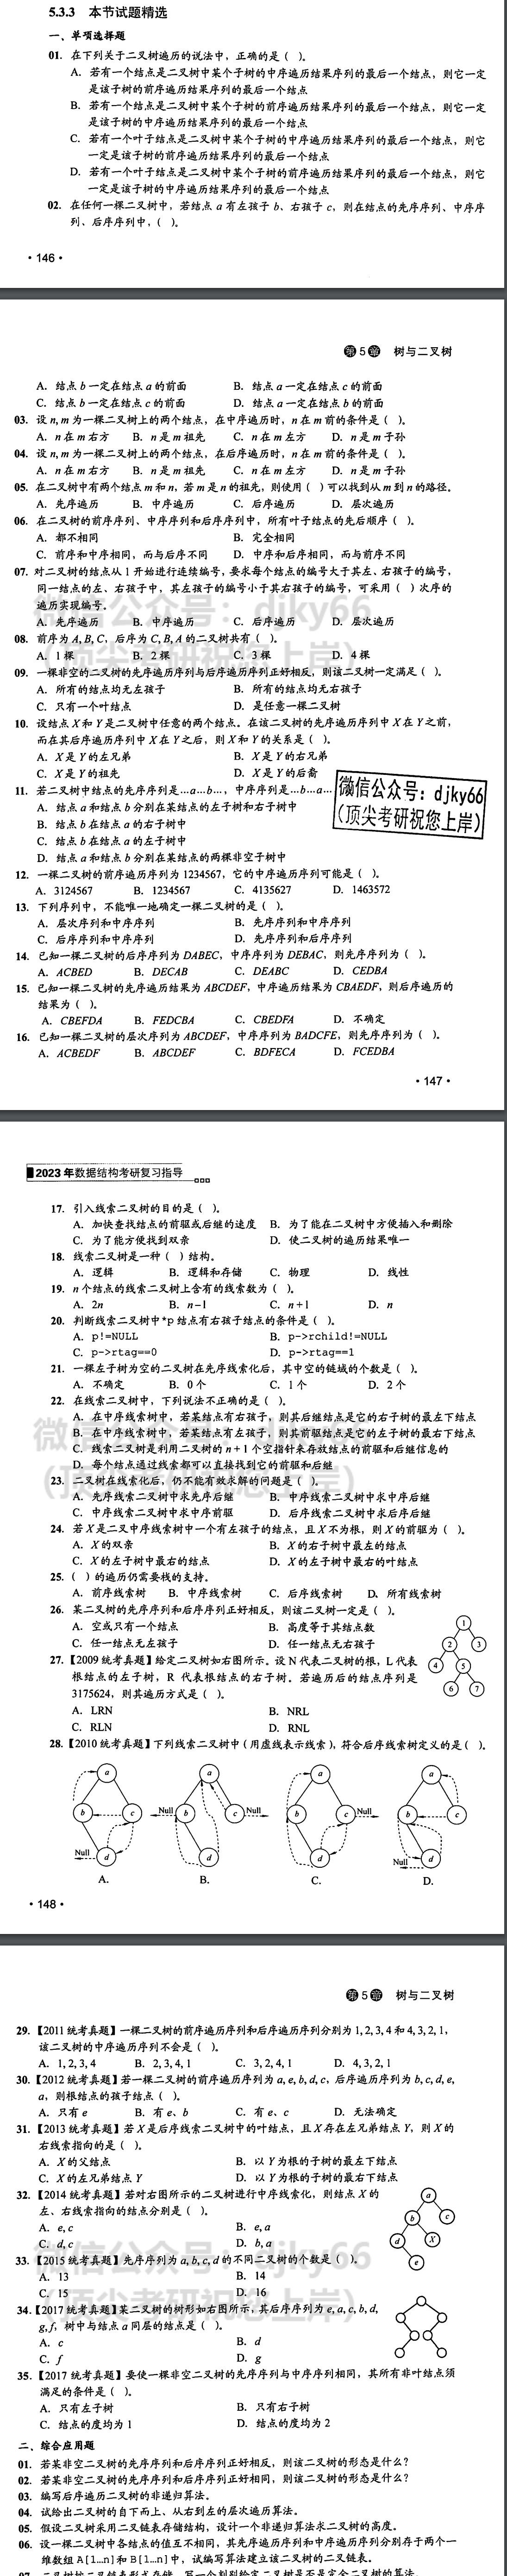 5.3.3 本节试题精选
一、单项选择题
01. 在下列关于二叉树遍历的说法中，正确的是（ ）。
A. 若有一个结点是二叉树中某个子树的中序遍历结果序列的最后一个结点，则它一定
是该子树的前序遍历结果序列的最后一个结点
B. 若有一个结点是二叉树中某个子树的前序遍历结果序列的最后一个结点，则它一定
是该子树的中序遍历结果序列的最后一个结点
C. 若有一个叶子结点是二叉树中某个子树的中序遍历结果序列的最后一个结点，则它
一定是该子树的前序遍历结果序列的最后一个结点
D. 若有一个叶子结点是二叉树中某个子树的前序遍历结果序列的最后一个结点，则它
一定是该子树的中序遍历结果序列的最后一个结点
02. 在任何一棵二叉树中，若结点 a 有左孩子 b、右孩子 c，则在结点的先序序列、中序序
列、后序序列中，（ ）。
• 146 •
第 5 章 树与二叉树
A. 结点 b 一定在结点 a 的前面 B. 结点 a 一定在结点 c 的前面
C. 结点 b 一定在结点 c 的前面 D. 结点 a 一定在结点 b 的前面
03. 设 n, m 为一棵二叉树上的两个结点，在中序遍历时，n 在 m 前的条件是（ ）。
A. n 在 m 右方 B. n 是 m 祖先 C. n 在 m 左方 D. n 是 m 子孙
04. 设 n, m 为一棵二叉树上的两个结点，在后序遍历时，n 在 m 前的条件是（ ）。
A. n 在 m 右方 B. n 是 m 祖先 C. n 在 m 左方 D. n 是 m 子孙
05. 在二叉树中有两个结点 m 和 n，若 m 是 n 的祖先，则使用（ ）可以找到从 m 到 n 的路径。
A. 先序遍历 B. 中序遍历 C. 后序遍历 D. 层次遍历
06. 在二叉树的前序序列、中序序列和后序序列中，所有叶子结点的先后顺序（ ）。
A. 都不相同 B. 完全相同
C. 前序和中序相同，而与后序不同 D. 中序和后序相同，而与前序不同
07. 对二叉树的结点从 1 开始进行连续编号，要求每个结点的编号大于其左、右孩子的编号，
同一结点的左、右孩子中，其左孩子的编号小于其右孩子的编号，可采用（ ）次序的
遍历实现编号。
A. 先序遍历 B. 中序遍历 C. 后序遍历 D. 层次遍历
08. 前序为 A, B, C，后序为 C, B, A 的二叉树共有（ ）。
A. 1 棵 B. 2 棵 C. 3 棵 D. 4 棵
09. 一棵非空的二叉树的先序遍历序列与后序遍历序列正好相反，则该二叉树一定满足（ ）。
A. 所有的结点均无左孩子 B. 所有的结点均无右孩子
C. 只有一个叶结点 D. 是任意一棵二叉树
10. 设结点 X 和 Y 是二叉树中任意的两个结点。在该二叉树的先序遍历序列中 X 在 Y 之前，
而在其后序遍历序列中 X 在 Y 之后，则 X 和 Y 的关系是（ ）。
A. X 是 Y 的左兄弟 B. X 是 Y 的右兄弟
C. X 是 Y 的祖先 D. X 是 Y 的后裔
11. 若二叉树中结点的先序序列是…a…b…，中序序列是…b…a…
A. 结点 a 和结点 b 分别在某结点的左子树和右子树中
B. 结点 b 在结点 a 的右子树中
C. 结点 b 在结点 a 的左子树中
D. 结点 a 和结点 b 分别在某结点的两棵非空子树中
微信公众号：djky66
（顶尖考研祝您上岸）
12. 一棵二叉树的前序遍历序列为 1234567，它的中序遍历序列可能是（ ）。
A. 3124567 B. 1234567 C. 4135627 D. 1463572
13. 下列序列中，不能唯一地确定一棵二叉树的是（ ）。
A. 层次序列和中序序列 B. 先序序列和中序序列
C. 后序序列和中序序列 D. 先序序列和后序序列
14. 已知一棵二叉树的后序序列为 DABEC，中序序列为 DEBAC，则先序序列为（ ）。
A. ACBED B. DECAB C. DEABC D. CEDBA
15. 已知一棵二叉树的先序遍历结果为 ABCDEF，中序遍历结果为 CBAEDF，则后序遍历的
结果为（ ）。
A. CBEFDA B. FEDCBA C. CBEDFA D. 不确定
16. 已知一棵二叉树的层次序列为 ABCDEF，中序序列为 BADCFE，则先序序列为（ ）。
A. ACBEDF B. ABCDEF C. BDFECA D. FCEDBA
• 147 •
2023 年数据结构考研复习指导
17. 引入线索二叉树的目的是（ ）。
A. 加快查找结点的前驱或后继的速度 B. 为了能在二叉树中方便插入和删除
C. 为了能方便找到双亲 D. 使二叉树的遍历结果唯一
18. 线索二叉树是一种（ ）结构。
A. 逻辑 B. 逻辑和存储 C. 物理 D. 线性
19. n 个结点的线索二叉树上含有的线索数为（ ）。
A. 2n B. n−1 C. n+1 D. n
20. 判断线索二叉树中*p 结点有右孩子结点的条件是（ ）。
A. p!=NULL B. p->rchild!=NULL
C. p->rtag==0 D. p->rtag==1
21. 一棵左子树为空的二叉树在先序线索化后，其中空的链域的个数是（ ）。
A. 不确定 B. 0 个 C. 1 个 D. 2 个
22. 在线索二叉树中，下列说法不正确的是（ ）。
A. 在中序线索树中，若某结点有右孩子，则其后继结点是它的右子树的最左下结点
B. 在中序线索树中，若某结点有左孩子，则其前驱结点是它的左子树的最右下结点
C. 线索二叉树是利用二叉树的 n + 1 个空指针来存放结点的前驱和后继信息的
D. 每个结点通过线索都可以直接找到它的前驱和后继
23. 二叉树在线索化后，仍不能有效求解的问题是（ ）。
A. 先序线索二叉树中求先序后继 B. 中序线索二叉树中求中序后继
C. 中序线索二叉树中求中序前驱 D. 后序线索二叉树中求后序后继
24. 若 X 是二叉中序线索树中一个有左孩子的结点，且 X 不为根，则 X 的前驱为（ ）。
A. X 的双亲 B. X 的右子树中最左的结点
C. X 的左子树中最右的结点 D. X 的左子树中最右的叶结点
25. （ ）的遍历仍需要栈的支持。
A. 前序线索树 B. 中序线索树 C. 后序线索树 D. 所有线索树
26. 某二叉树的先序序列和后序序列正好相反，则该二叉树一定是（ ）。
A. 空或只有一个结点 B. 高度等于其结点数
C. 任一结点无左孩子 D. 任一结点无右孩子
27. 【2009 统考真题】给定二叉树如右图所示。设 N 代表二叉树的根，L 代表
根结点的左子树，R 代表根结点的右子树。若遍历后的结点序列是
3175624，则其遍历方式是（ ）。
A. LRN B. NRL
C. RLN D. RNL
1
2 3
4 5
6 7
28. 【2010 统考真题】下列线索二叉树中（用虚线表示线索），符合后序线索树定义的是（ ）。
a a a a
b c Null b c Null b c Null b c
Null d d d Null d
A. B. C. D.
• 148 •
第 5 章 树与二叉树
29. 【2011 统考真题】一棵二叉树的前序遍历序列和后序遍历序列分别为 1, 2, 3, 4 和 4, 3, 2, 1，
该二叉树的中序遍历序列不会是（ ）。
A. 1, 2, 3, 4 B. 2, 3, 4, 1 C. 3, 2, 4, 1 D. 4, 3, 2, 1
30. 【2012 统考真题】若一棵二叉树的前序遍历序列为 a, e, b, d, c，后序遍历序列为 b, c, d, e,
a，则根结点的孩子结点（ ）。
A. 只有 e B. 有 e、b C. 有 e、c D. 无法确定
31. 【2013 统考真题】若 X 是后序线索二叉树中的叶结点，且 X 存在左兄弟结点 Y，则 X 的
右线索指向的是（ ）。
A. X 的父结点 B. 以 Y 为根的子树的最左下结点
C. X 的左兄弟结点 Y D. 以 Y 为根的子树的最右下结点
32. 【2014 统考真题】若对右图所示的二叉树进行中序线索化，则结点 X 的
左、右线索指向的结点分别是（ ）。
A. e, c B. e, a
C. d, c D. b, a
a
b c
d X
e
33. 【2015 统考真题】先序序列为 a, b, c, d 的不同二叉树的个数是（ ）。
A. 13 B. 14
C. 15 D. 16
34. 【2017 统考真题】某二叉树的树形如右图所示，其后序序列为 e, a, c, b, d,
g, f，树中与结点 a 同层的结点是（ ）。
A. c B. d
C. f D. g
35. 【2017 统考真题】要使一棵非空二叉树的先序序列与中序序列相同，其所有非叶结点须
满足的条件是（ ）。
A. 只有左子树 B. 只有右子树
C. 结点的度均为 1 D. 结点的度均为 2
二、综合应用题
01. 若某非空二叉树的先序序列和后序序列正好相反，则该二叉树的形态是什么？
02. 若某非空二叉树的先序序列和后序序列正好相同，则该二叉树的形态是什么？
03. 编写后序遍历二叉树的非递归算法。
04. 试给出二叉树的自下而上、从右到左的层次遍历算法。
05. 假设二叉树采用二叉链表存储结构，设计一个非递归算法求二叉树的高度。
06. 设一棵二叉树中各结点的值互不相同，其先序遍历序列和中序遍历序列分别存于两个一
维数组 A[1…n]和 B[1…n]中，试编写算法建立该二叉树的二叉链表。